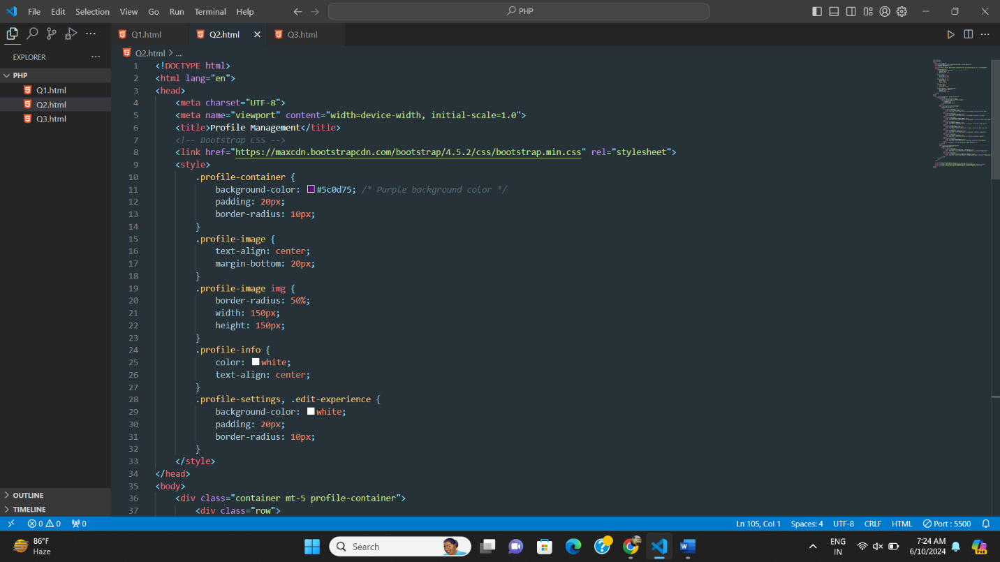 File Edit Selection View Go Run Terminal Help PHP
Q1.html Q2.html Q3.html
EXPLORER
Q2.html > ...
PHP
Q1.html
Q2.html
Q3.html
1 <!DOCTYPE html>
2 <html lang="en">
3 <head>
4 <meta charset="UTF-8">
5 <meta name="viewport" content="width=device-width, initial-scale=1.0">
6 <title>Profile Management</title>
7 <!-- Bootstrap CSS -->
8 <link href="https://maxcdn.bootstrapcdn.com/bootstrap/4.5.2/css/bootstrap.min.css" rel="stylesheet">
9 <style>
10 .profile-container {
11 background-color: #5c0d75; /* Purple background color */
12 padding: 20px;
13 border-radius: 10px;
14 }
15 .profile-image {
16 text-align: center;
17 margin-bottom: 20px;
18 }
19 .profile-image img {
20 border-radius: 50%;
21 width: 150px;
22 height: 150px;
23 }
24 .profile-info {
25 color: white;
26 text-align: center;
27 }
28 .profile-settings, .edit-experience {
29 background-color: white;
30 padding: 20px;
31 border-radius: 10px;
32 }
33 </style>
34 </head>
35 <body>
36 <div class="container mt-5 profile-container">
37 <div class="row">
OUTLINE
TIMELINE
0 0 0 Ln 105, Col 1 Spaces: 4 UTF-8 CRLF HTML Port : 5500
86°F
Haze
Search
ENG
IN
7:24 AM
6/10/2024
PRE